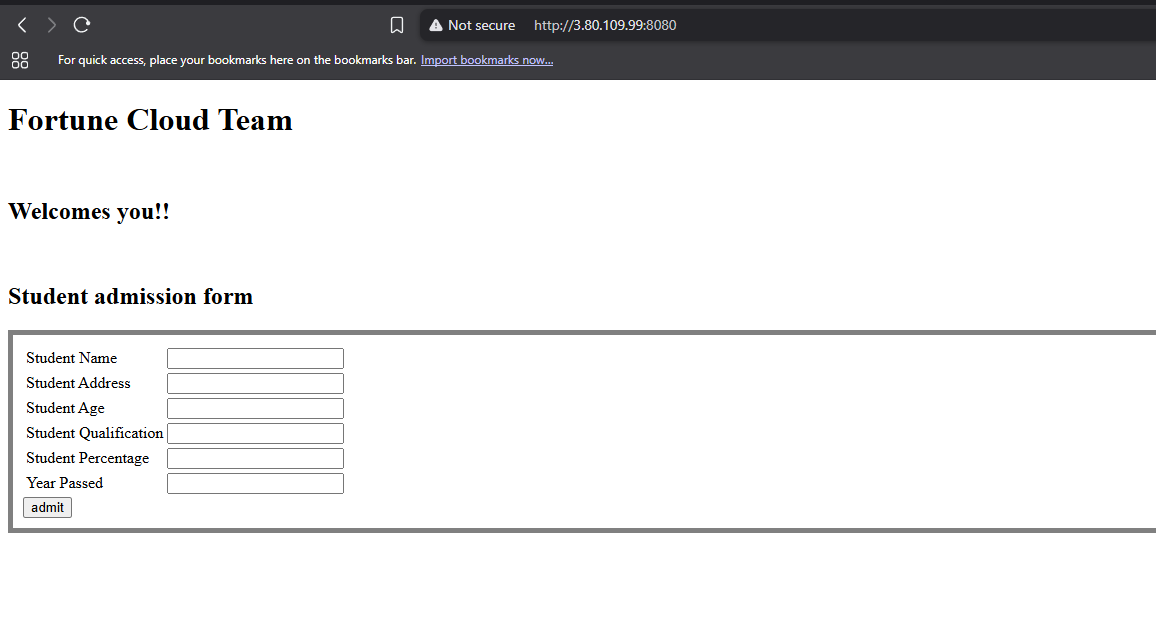 Not secure http://3.80.109.99:8080
For quick access, place your bookmarks here on the bookmarks bar. Import bookmarks now...
Fortune Cloud Team
Welcomes you!!
Student admission form
Student Name
Student Address
Student Age
Student Qualification
Student Percentage
Year Passed
admit